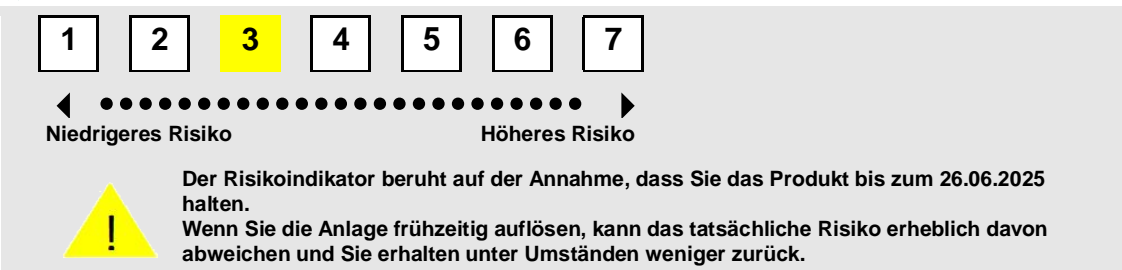 1 2 3 4 5 6 7
Niedrigeres Risiko Höheres Risiko
Der Risikoindikator beruht auf der Annahme, dass Sie das Produkt bis zum 26.06.2025
halten.
Wenn Sie die Anlage frühzeitig auflösen, kann das tatsächliche Risiko erheblich davon
abweichen und Sie erhalten unter Umständen weniger zurück.
!